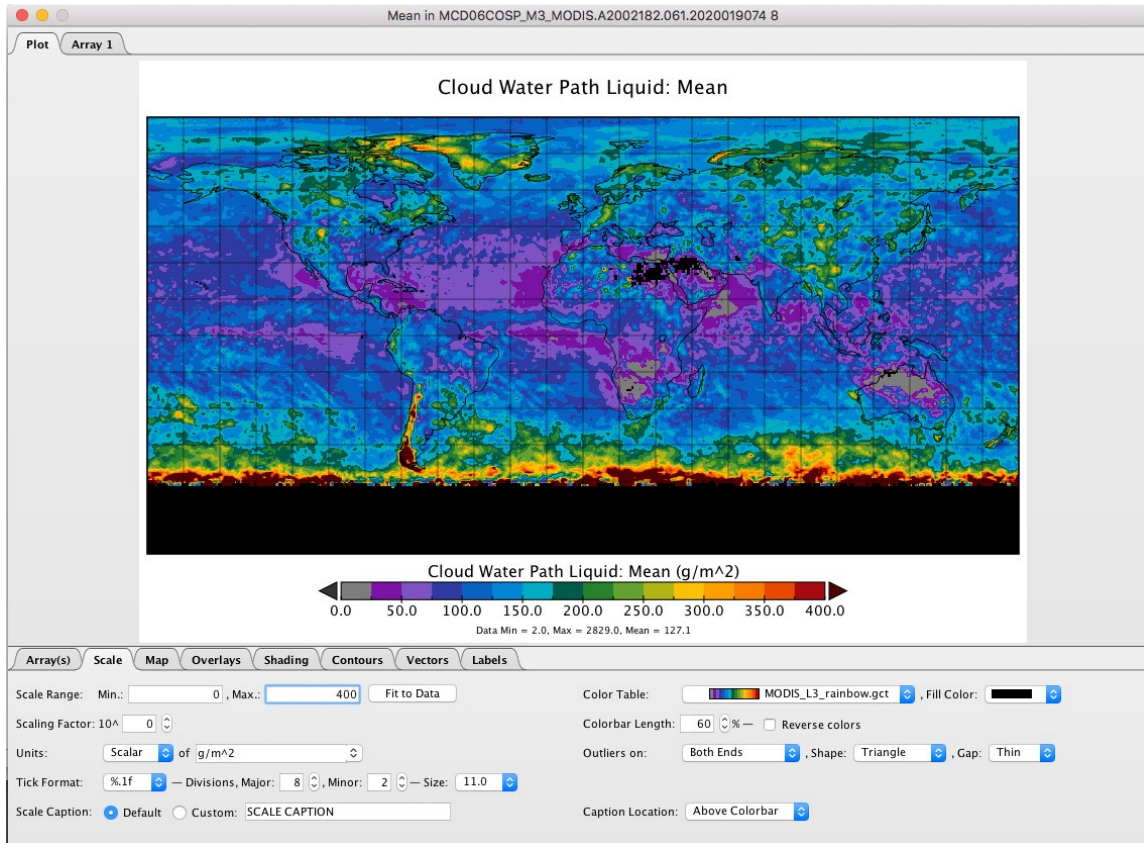 Mean in MCD06COSP_M3_MODIS.A2002182.061.2020019074 8
Plot Array 1
Cloud Water Path Liquid: Mean
Cloud Water Path Liquid: Mean (g/m^2)
0.0 50.0 100.0 150.0 200.0 250.0 300.0 350.0 400.0
Data Min = 2.0, Max = 2829.0, Mean = 127.1
Array(s) Scale Map Overlays Shading Contours Vectors Labels
Scale Range: Min.: 0 , Max.: 400 Fit to Data Color Table: MODIS_L3_rainbow.gct , Fill Color:
Scaling Factor: 10^ 0 Colorbar Length: 60 % — Reverse colors
Units: Scalar of g/m^2 Outliers on: Both Ends , Shape: Triangle , Gap: Thin
Tick Format: %.1f — Divisions, Major: 8 , Minor: 2 — Size: 11.0
Scale Caption: Default Custom: SCALE CAPTION Caption Location: Above Colorbar